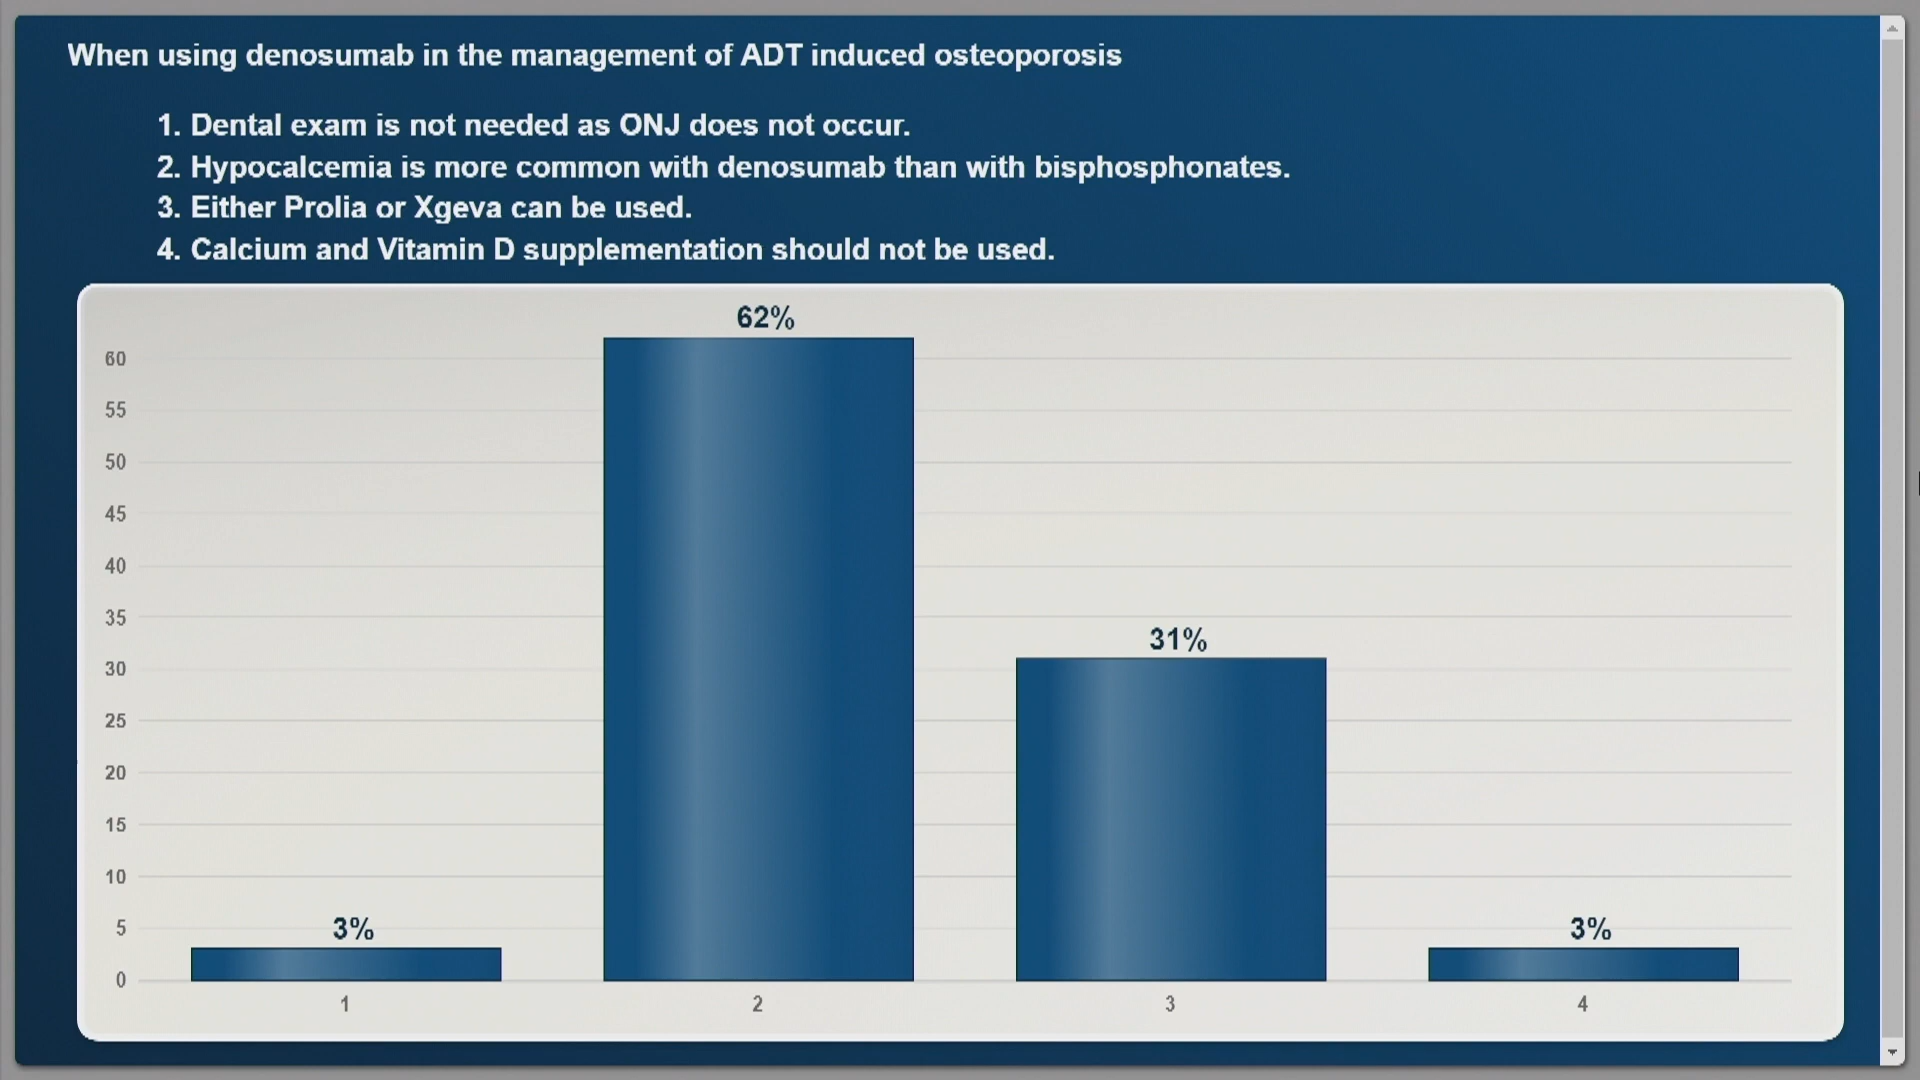 When using denosumab in the management of ADT induced osteoporosis
1. Dental exam is not needed as ONJ does not occur.
2. Hypocalcemia is more common with denosumab than with bisphosphonates.
3. Either Prolia or Xgeva can be used.
4. Calcium and Vitamin D supplementation should not be used.
62%
60
55
50
45
40
35
31%
30
25
20
15
10
3%
3%
5
0
1 2 3 4